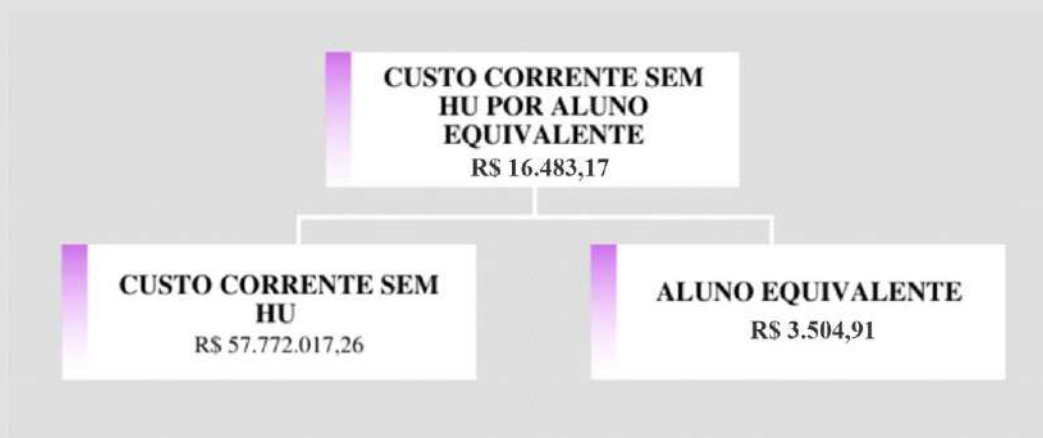 CUSTO CORRENTE SEM
HU POR ALUNO
EQUIVALENTE
R$ 16.483,17
CUSTO CORRENTE SEM
HU
R$ 57.772.017,26
ALUNO EQUIVALENTE
R$ 3.504,91